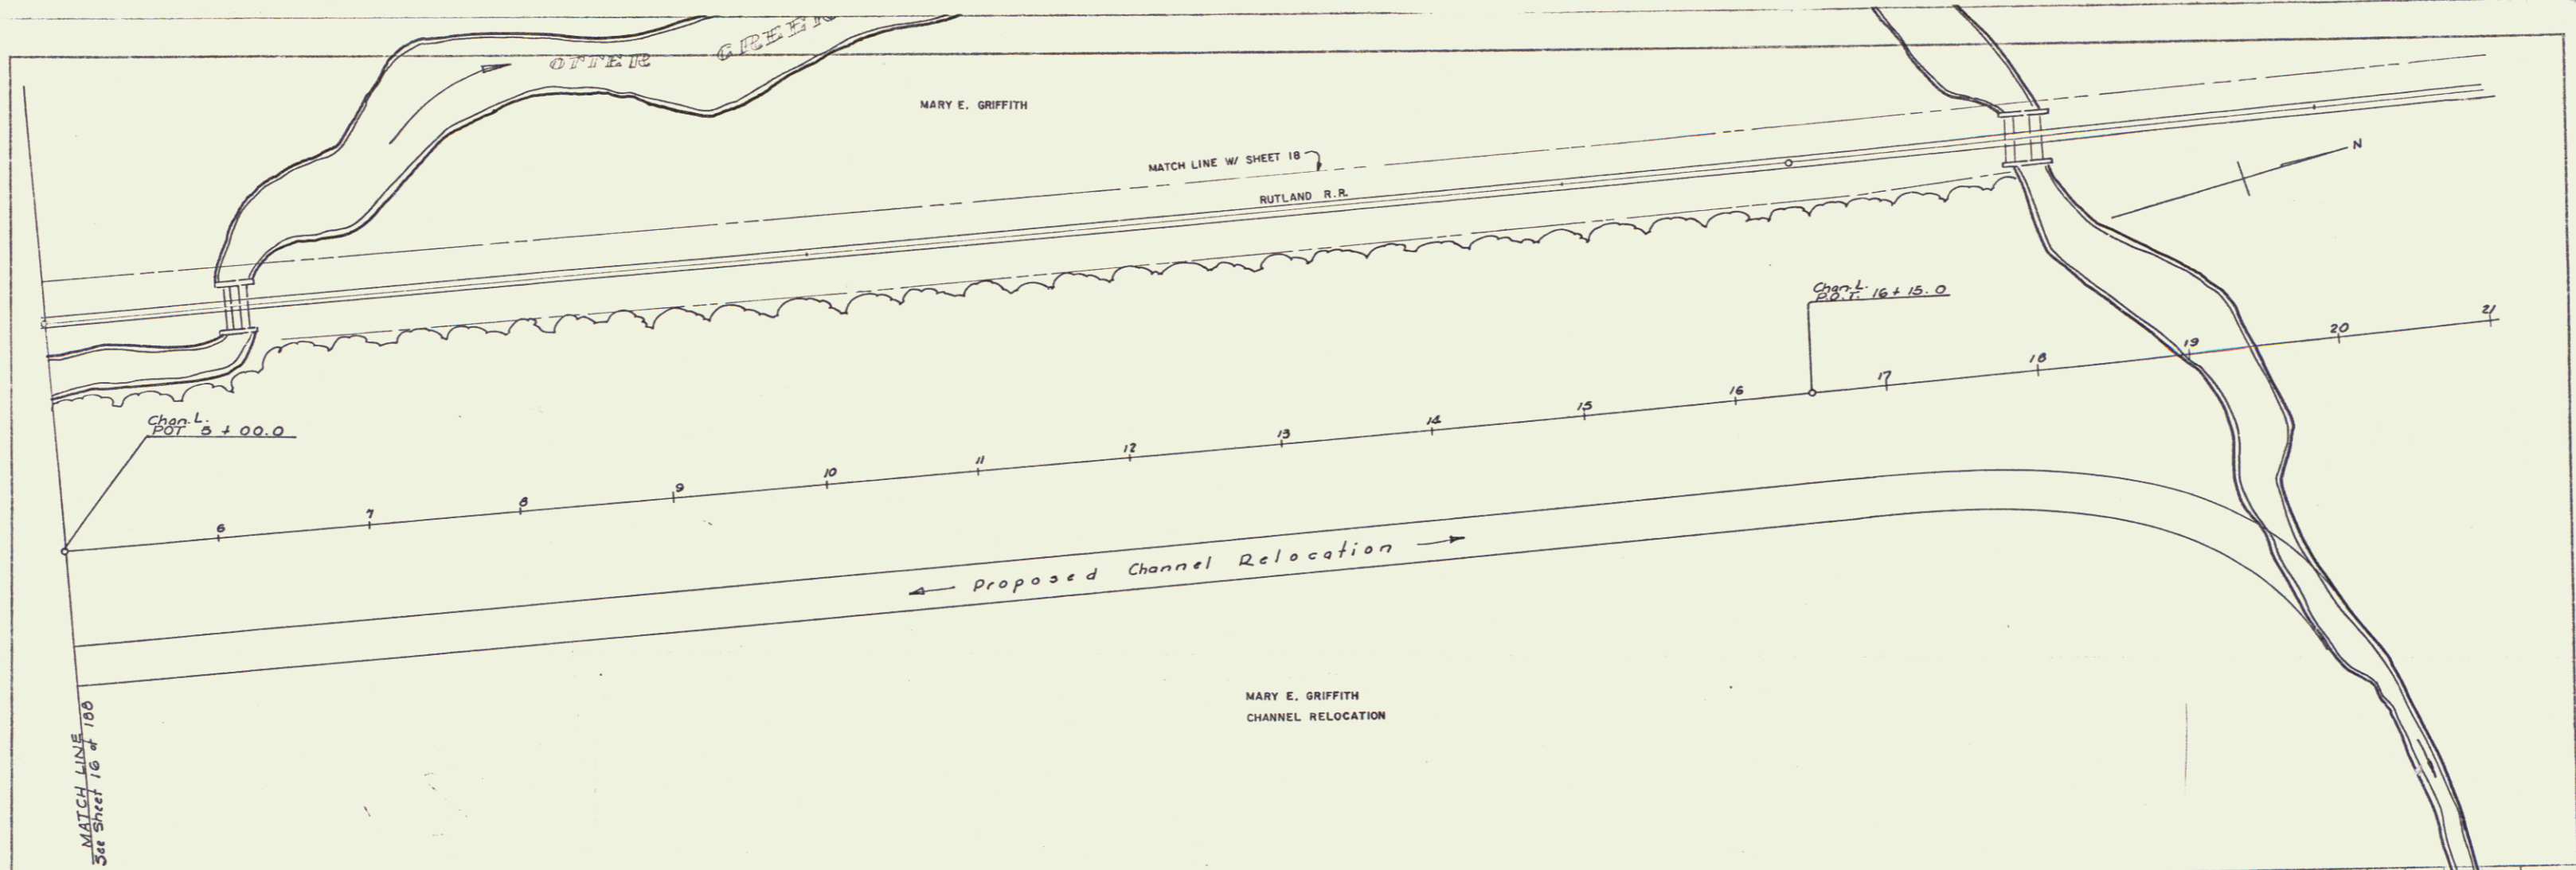 OTTER CREEK
MARY E. GRIFFITH
MATCH LINE W/ SHEET 18
RUTLAND R.R.
N
Chan. L.
P.O.T. 16 + 15.0
Chan. L.
POT 5 + 00.0
6 7 8 9 10 11 12 13 14 15 16 17 18 19 20 21
Proposed Channel Relocation
MARY E. GRIFFITH
CHANNEL RELOCATION
MATCH LINE
See Sheet 16 of 188